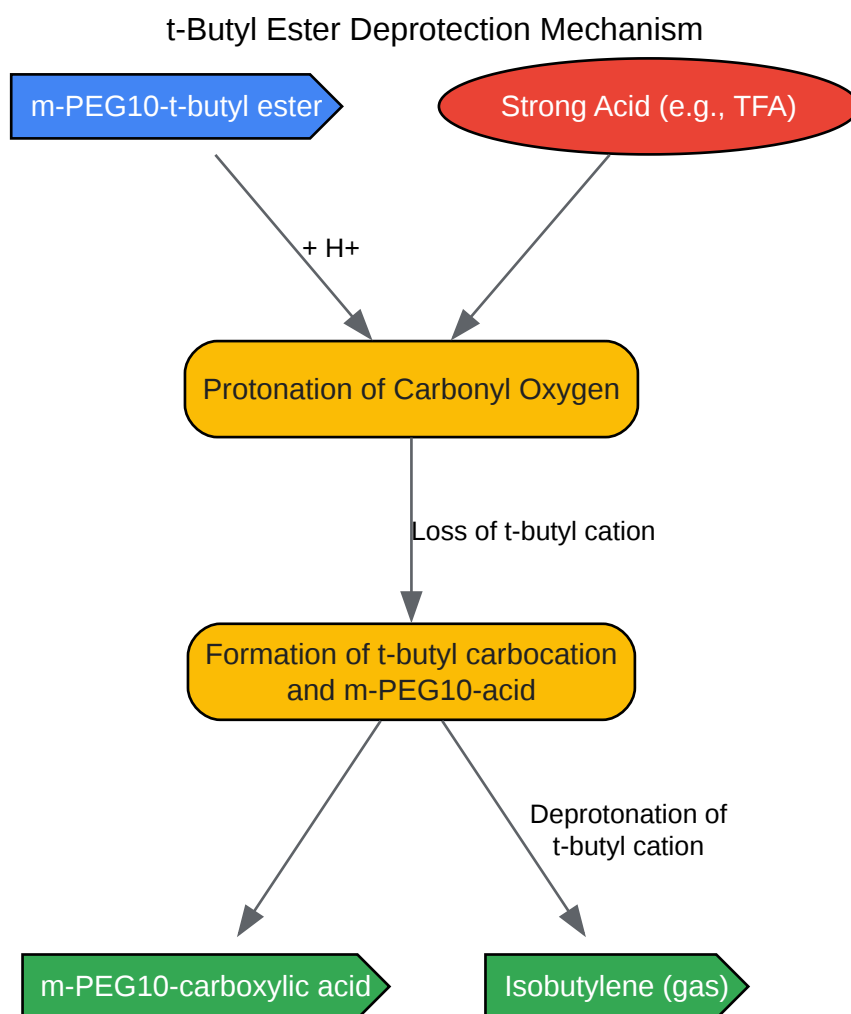 t-Butyl Ester Deprotection Mechanism
m-PEG10-t-butyl ester
Strong Acid (e.g., TFA)
+ H+
Protonation of Carbonyl Oxygen
Loss of t-butyl cation
Formation of t-butyl carbocation
and m-PEG10-acid
Deprotonation of
t-butyl cation
m-PEG10-carboxylic acid
Isobutylene (gas)